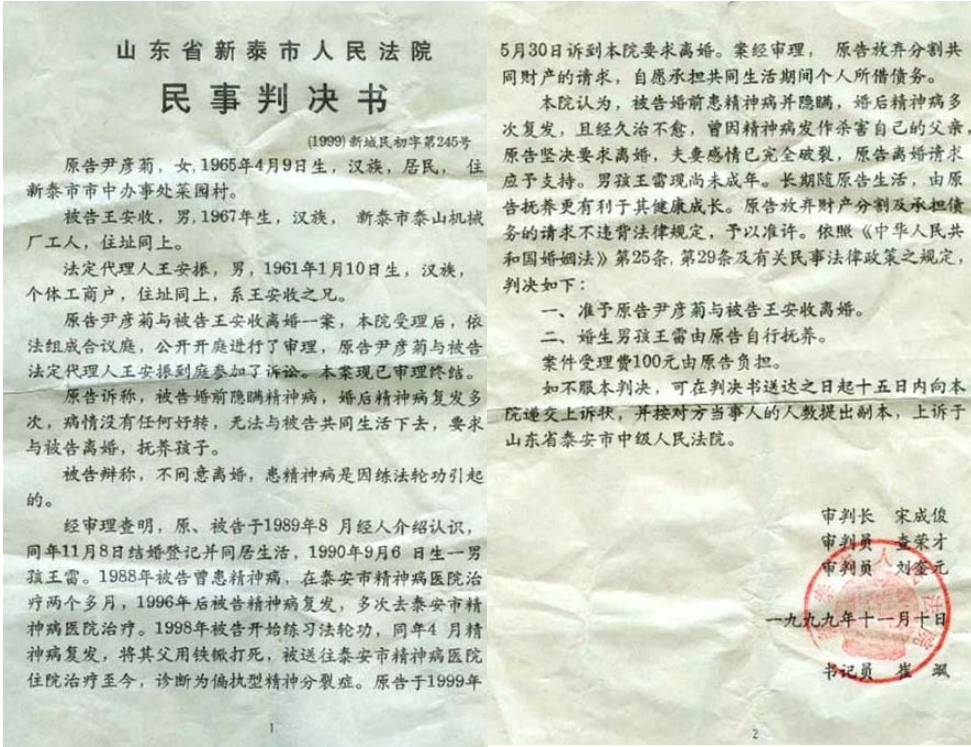 山东省新泰市人民法院
民事判决书
(1999)新城民初字第245号
原告尹彦菊，女,1965年4月9日生，汉族，居民， 住
新泰市市中办事处菜园村。
被告王安收，男,1967年生，汉族， 新泰市泰山机械
厂工人，住址同上。
法定代理人王安振，男，1961年1月10日生，汉族，
个体工商户，住址同上，系王安收之兄。
原告尹彦菊与被告王安收离婚一案，本院受理后，依
法组成合议庭，公开开庭进行了审理，原告尹彦菊与被告
法定代理人王安振到庭参加了诉讼。本案现已审理终结。
原告诉称，被告婚前隐瞒精神病，婚后精神病复发多
次，病情没有任何好转，无法与被告共同生活下去，要求
与被告离婚，抚养孩子。
被告辩称，不同意离婚，患精神病是因练法轮功引起
的。
经审理查明，原、被告于1989年8 月经人介绍认识，
同年11月8日结婚登记并同居生活，1990年9月6 日生一男
孩王雷。1988年被告曾患精神病，在泰安市精神病医院治
疗两个多月，1996年后被告精神病复发，多次去泰安市精
神病医院治疗。1998年被告开始练习法轮功，同年4 月精
神病复发，将其父用铁锨打死，被送往泰安市精神病医院
住院治疗至今，诊断为偏执型精神分裂症。原告于1999年
1
5月30日诉到本院要求离婚。案经审理， 原告放弃分割共
同财产的请求，自愿承担共同生活期间个人所借债务。
本院认为，被告婚前患精神病并隐瞒，婚后精神病多
次复发，且经久治不愈，曾因精神病发作杀害自己的父亲，
原告坚决要求离婚，夫妻感情已完全破裂，原告离婚请求
应予支持。男孩王雷现尚未成年。长期随原告生活，由原
告抚养更有利于其健康成长。原告放弃财产分割及承担债
务的请求不违背法律规定，予以准许。依照《中华人民共
和国婚姻法》第25条,第29条及有关民事法律政策之规定，
判决如下：
一、准予原告尹彦菊与被告王安收离婚。
二、婚生男孩王雷由原告自行抚养。
案件受理费100元由原告负担。
如不服本判决，可在判决书送达之日起十五日内向本
院递交上诉状，并按对方当事人的人数提出副本，上诉于
山东省泰安市中级人民法院。
审判长 宋成俊
审判员 查荣才
审判员 刘奎元
一九九九年十一月十日
书记员 崔飒
2